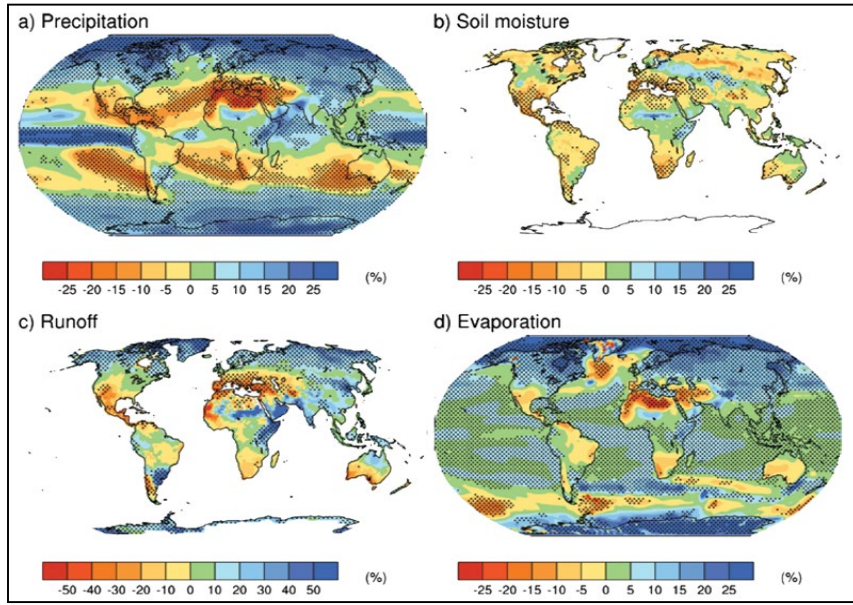 a) Precipitation
b) Soil moisture
-25 -20 -15 -10 -5 0 5 10 15 20 25 (%)
-25 -20 -15 -10 -5 0 5 10 15 20 25 (%)
c) Runoff
d) Evaporation
-50 -40 -30 -20 -10 0 10 20 30 40 50 (%)
-25 -20 -15 -10 -5 0 5 10 15 20 25 (%)